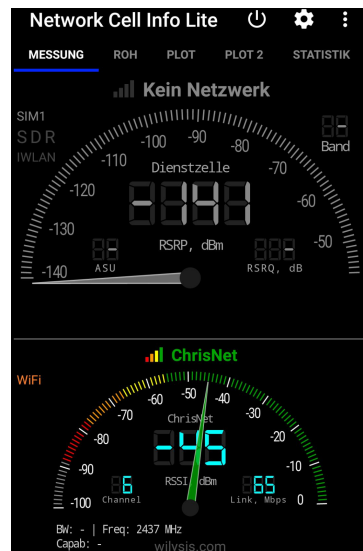 Network Cell Info Lite
MESSUNG ROH PLOT PLOT 2 STATISTIK
Kein Netzwerk
SIM1
SDR
IWLAN
- Band
-140 -130 -120 -110 -100 -90 -80 -70 -60 -50
Dienstzelle
-141
RSRP, dBm
- ASU
- RSRQ, dB
ChrisNet
WiFi
-100 -90 -80 -70 -60 -50 -40 -30 -20 -10 0
ChrisNet
-45
RSSI, dBm
6 Channel
65 Link, Mbps
BW: - | Freq: 2437 MHz
Capab: -
wilysis.com